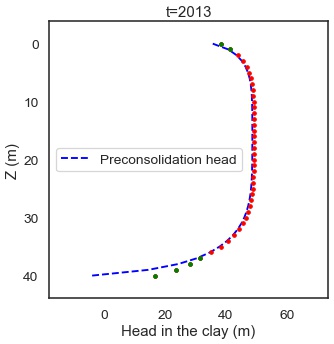 t=2013
0
10
20
30
40
Z (m)
Preconsolidation head
0 20 40 60
Head in the clay (m)